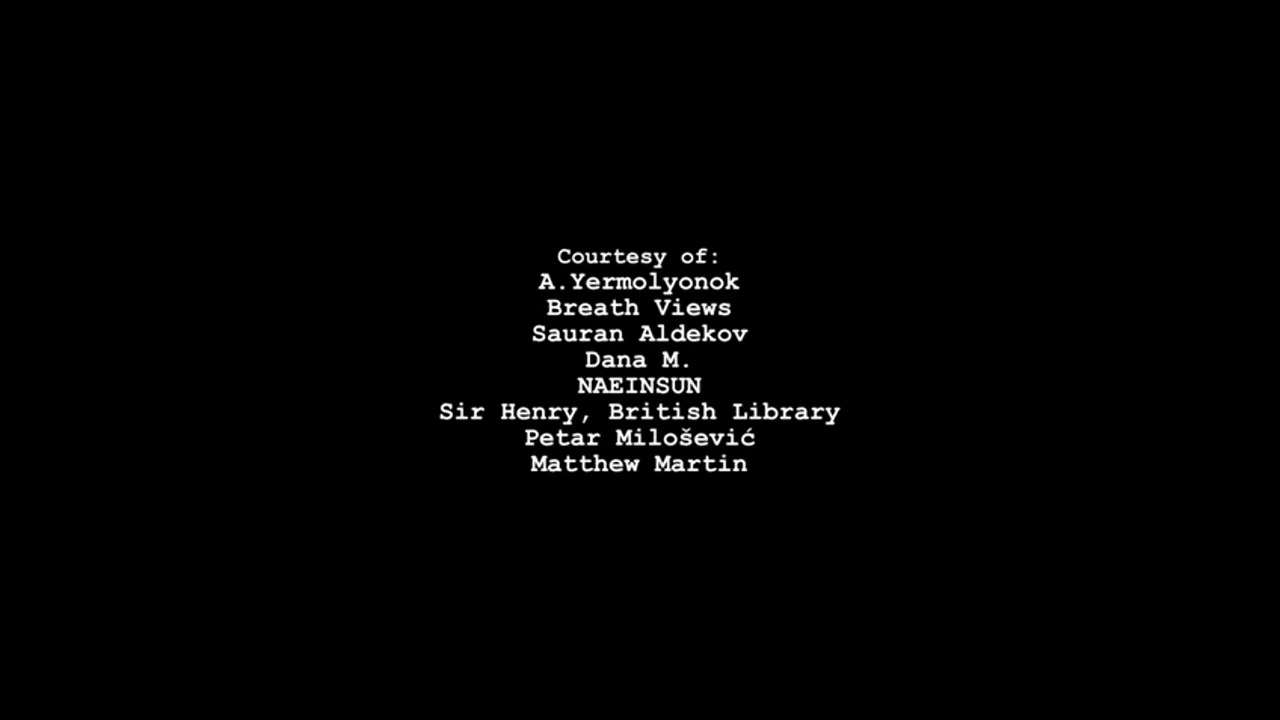 Courtesy of:
A.Yermolyonok
Breath Views
Sauran Aldekov
Dana M.
NAEINSUN
Sir Henry, British Library
Petar Milošević
Matthew Martin